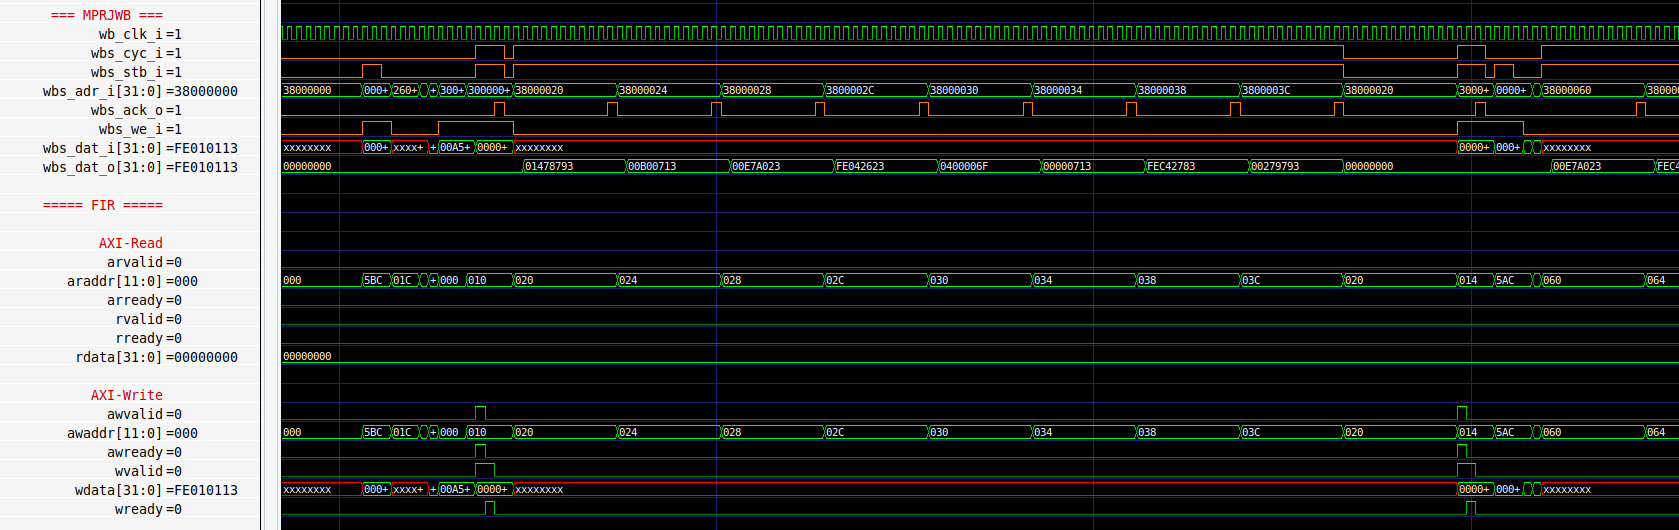 === MPRJWB ===
wb_clk_i=1
wbs_cyc_i=1
wbs_stb_i=1
wbs_adr_i[31:0]=38000000 38000000 000+ 260+ + 300+ 300000+ 38000020 38000024 38000028 3800002C 38000030 38000034 38000038 3800003C 38000020 3000+ 0000+ 38000060 38000
wbs_ack_o=1
wbs_we_i=1
wbs_dat_i[31:0]=FE010113 xxxxxxxx 000+ xxxx+ + 00A5+ 0000+ xxxxxxxx 0000+ 000+ xxxxxxxx
wbs_dat_o[31:0]=FE010113 00000000 01478793 00B00713 00E7A023 FE042623 0400006F 00000713 FEC42783 00279793 00000000 00E7A023 FEC4
===== FIR =====
AXI-Read
arvalid=0
araddr[11:0]=000 000 5BC 01C + 000 010 020 024 028 02C 030 034 038 03C 020 014 5AC 060 064
arready=0
rvalid=0
rready=0
rdata[31:0]=00000000 00000000
AXI-Write
awvalid=0
awaddr[11:0]=000 000 5BC 01C + 000 010 020 024 028 02C 030 034 038 03C 020 014 5AC 060 064
awready=0
wvalid=0
wdata[31:0]=FE010113 xxxxxxxx 000+ xxxx+ + 00A5+ 0000+ xxxxxxxx 0000+ 000+ xxxxxxxx
wready=0